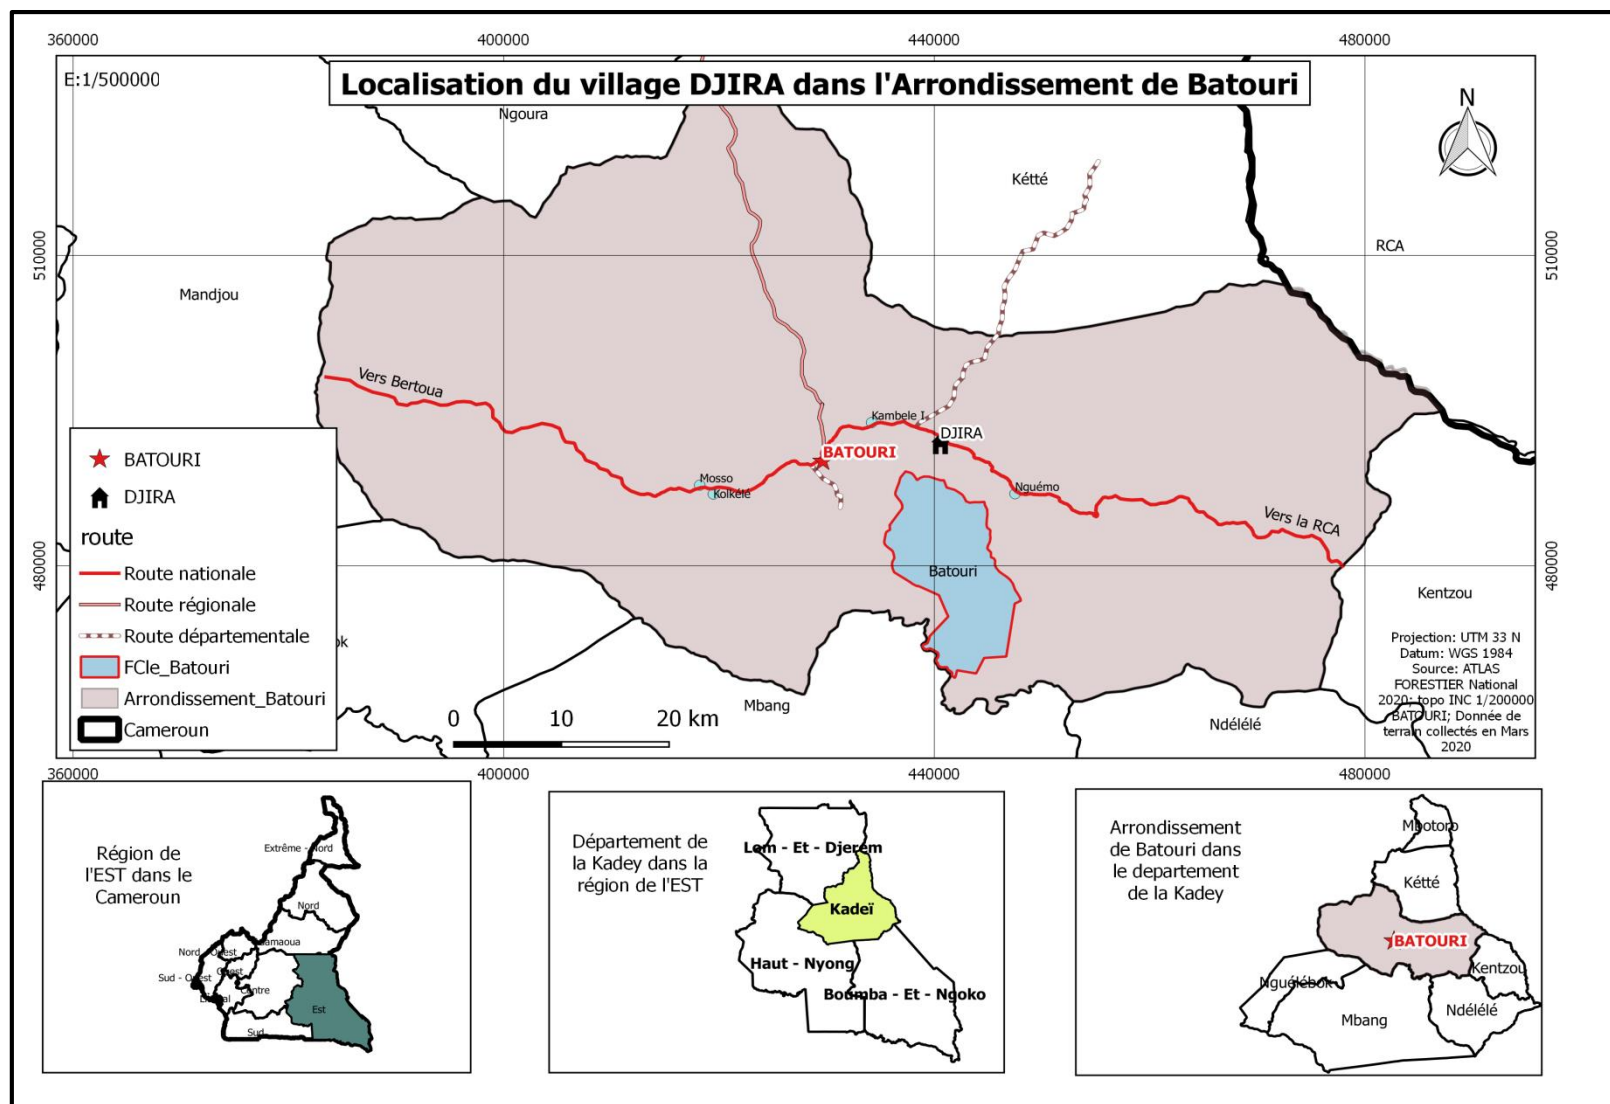 360000
400000
440000
480000
E:1/500000
Localisation du village DJIRA dans l'Arrondissement de Batouri
N
Ngoura
Kétté
RCA
510000
510000
Mandjou
Vers Bertoua
Kambele I
DJIRA
BATOURI
Mosso
Kolkélé
Nguémo
Vers la RCA
Batouri
480000
480000
Kentzou
Mbang
Ndélélé
ok
BATOURI
DJIRA
route
Route nationale
Route régionale
Route départementale
FCle_Batouri
Arrondissement_Batouri
Cameroun
0 10 20 km
Projection: UTM 33 N
Datum: WGS 1984
Source: ATLAS
FORESTIER National
2020; topo INC 1/200000
BATOURI; Donnée de
terrain collectés en Mars
2020
360000
400000
440000
480000
Région de
l'EST dans le
Cameroun
Extrême - Nord
Nord
Nord - Ouest
Ouest
Sud - Ouest
Centre
Est
Sud
Département de
la Kadey dans la
région de l'EST
Lom - Et - Djerem
Kadeï
Haut - Nyong
Boumba - Et - Ngoko
Arrondissement
de Batouri dans
le departement
de la Kadey
Mbotoro
Kétté
BATOURI
Kentzou
Nguélébok
Mbang
Ndélélé